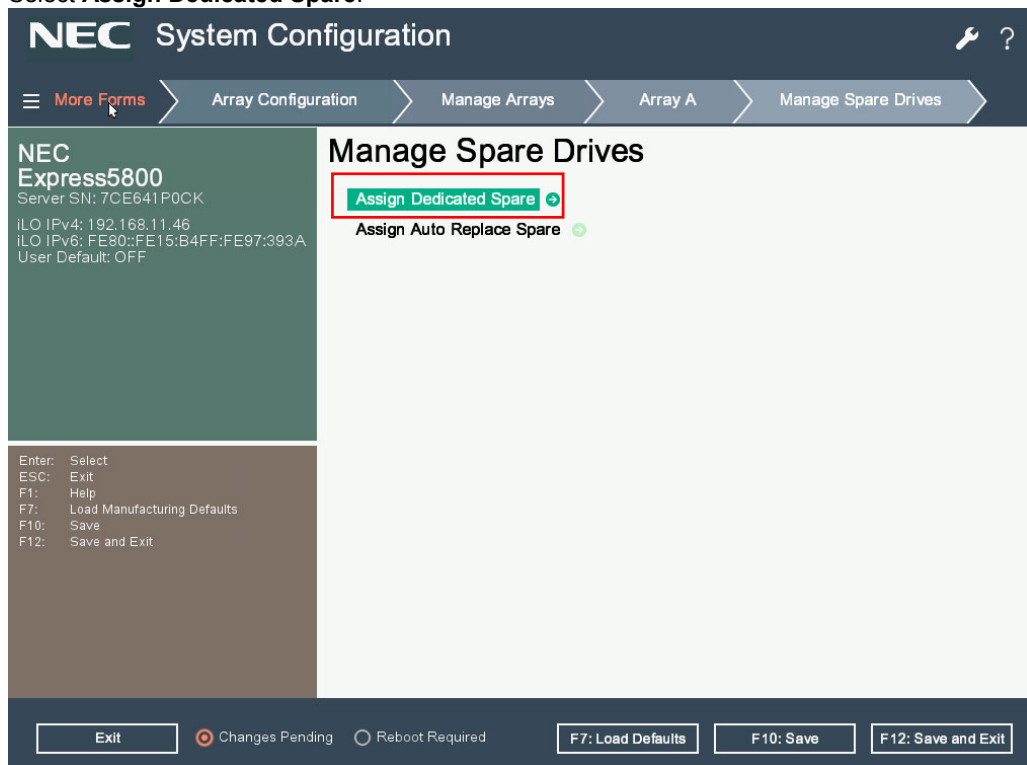 Select Assign Dedicated Spare.
NEC System Configuration
?
More Forms
Array Configuration
Manage Arrays
Array A
Manage Spare Drives
NEC
Express5800
Server SN: 7CE641P0CK
iLO IPv4: 192.168.11.46
iLO IPv6: FE80::FE15:B4FF:FE97:393A
User Default: OFF
Manage Spare Drives
Assign Dedicated Spare
Assign Auto Replace Spare
Enter: Select
ESC: Exit
F1: Help
F7: Load Manufacturing Defaults
F10: Save
F12: Save and Exit
Exit
Changes Pending
Reboot Required
F7: Load Defaults
F10: Save
F12: Save and Exit